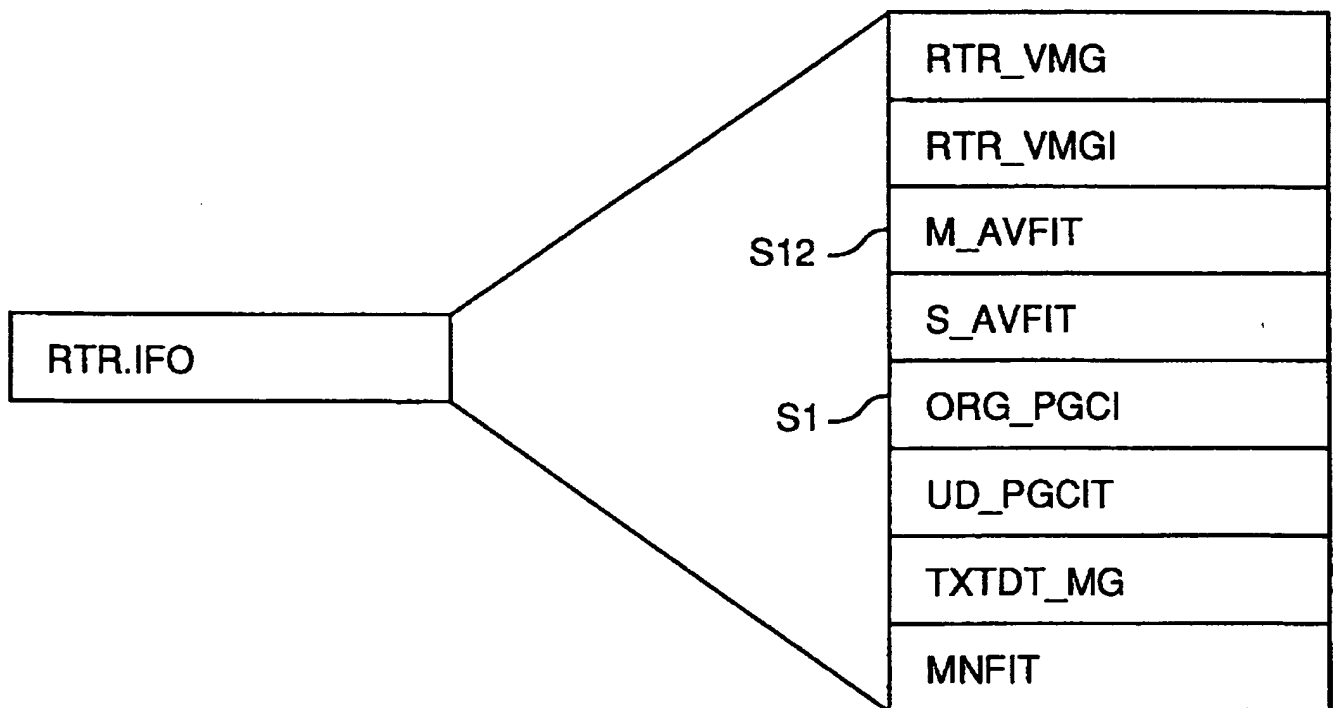 RTR_VMG
RTR_VMGI
S12
M_AVFIT
S_AVFIT
RTR.IFO
S1
ORG_PGCI
UD_PGCIT
TXTDT_MG
MNFIT